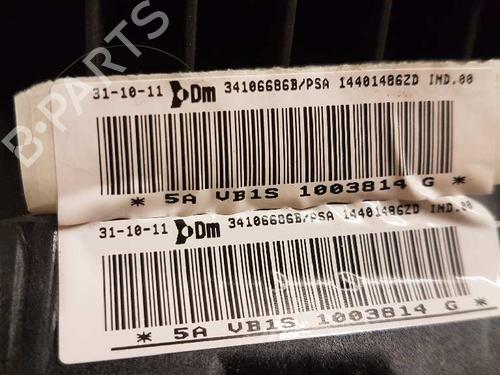 31-10-11 Dm 34106686B/PSA 14401486ZD IND.00
* 5A VB1S 1003814 G *
31-10-11 Dm 34106686B/PSA 14401486ZD IND.00
* 5A VB1S 1003814 G *
B-PARTS